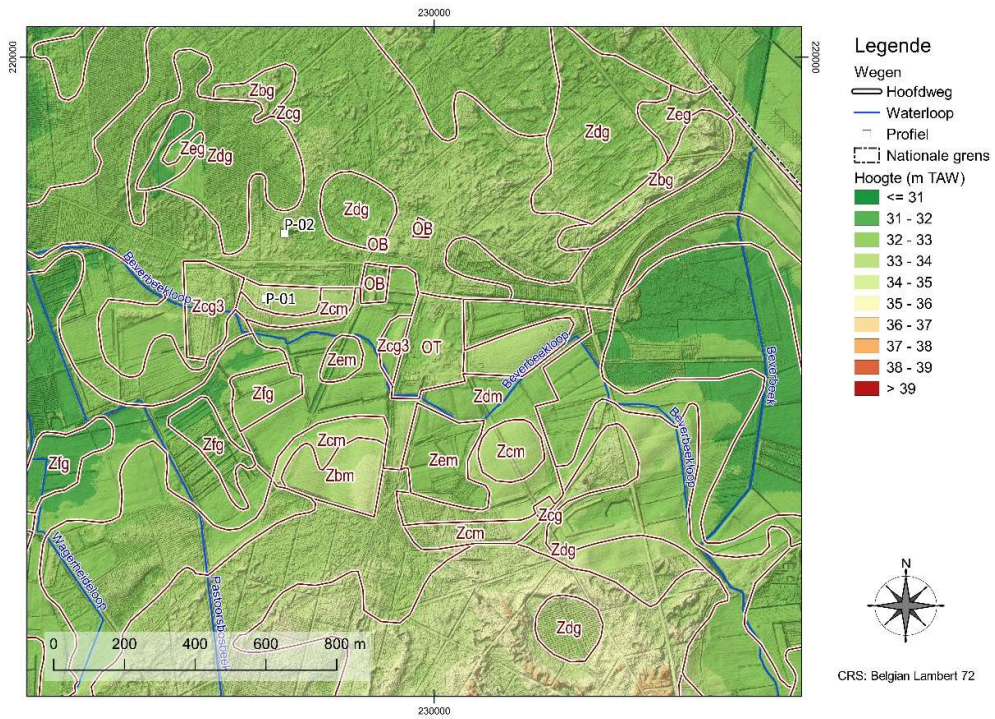 230000
220000
220000
Legende
Wegen
Hoofdweg
Waterloop
Profiel
Nationale grens
Hoogte (m TAW)
<= 31
31 - 32
32 - 33
33 - 34
34 - 35
35 - 36
36 - 37
37 - 38
38 - 39
> 39
Zbg
Zcg
Zdg
Zeg
Zeg
Zdg
Zbg
Zdg
P-02
OB
OB
OB
Beverbeekloop
Zcg3
P-01
Zcm
Zcg3
OT
Zem
Beverbeekloop
Beverbeek
Zfg
Zdm
Beverbeekloop
Zfg
Zcm
Zbm
Zem
Zcm
Zfg
Zcg
Zcm
Zdg
Wagerheideloop
Zdg
0 200 400 600 800 m
N
CRS: Belgian Lambert 72
230000